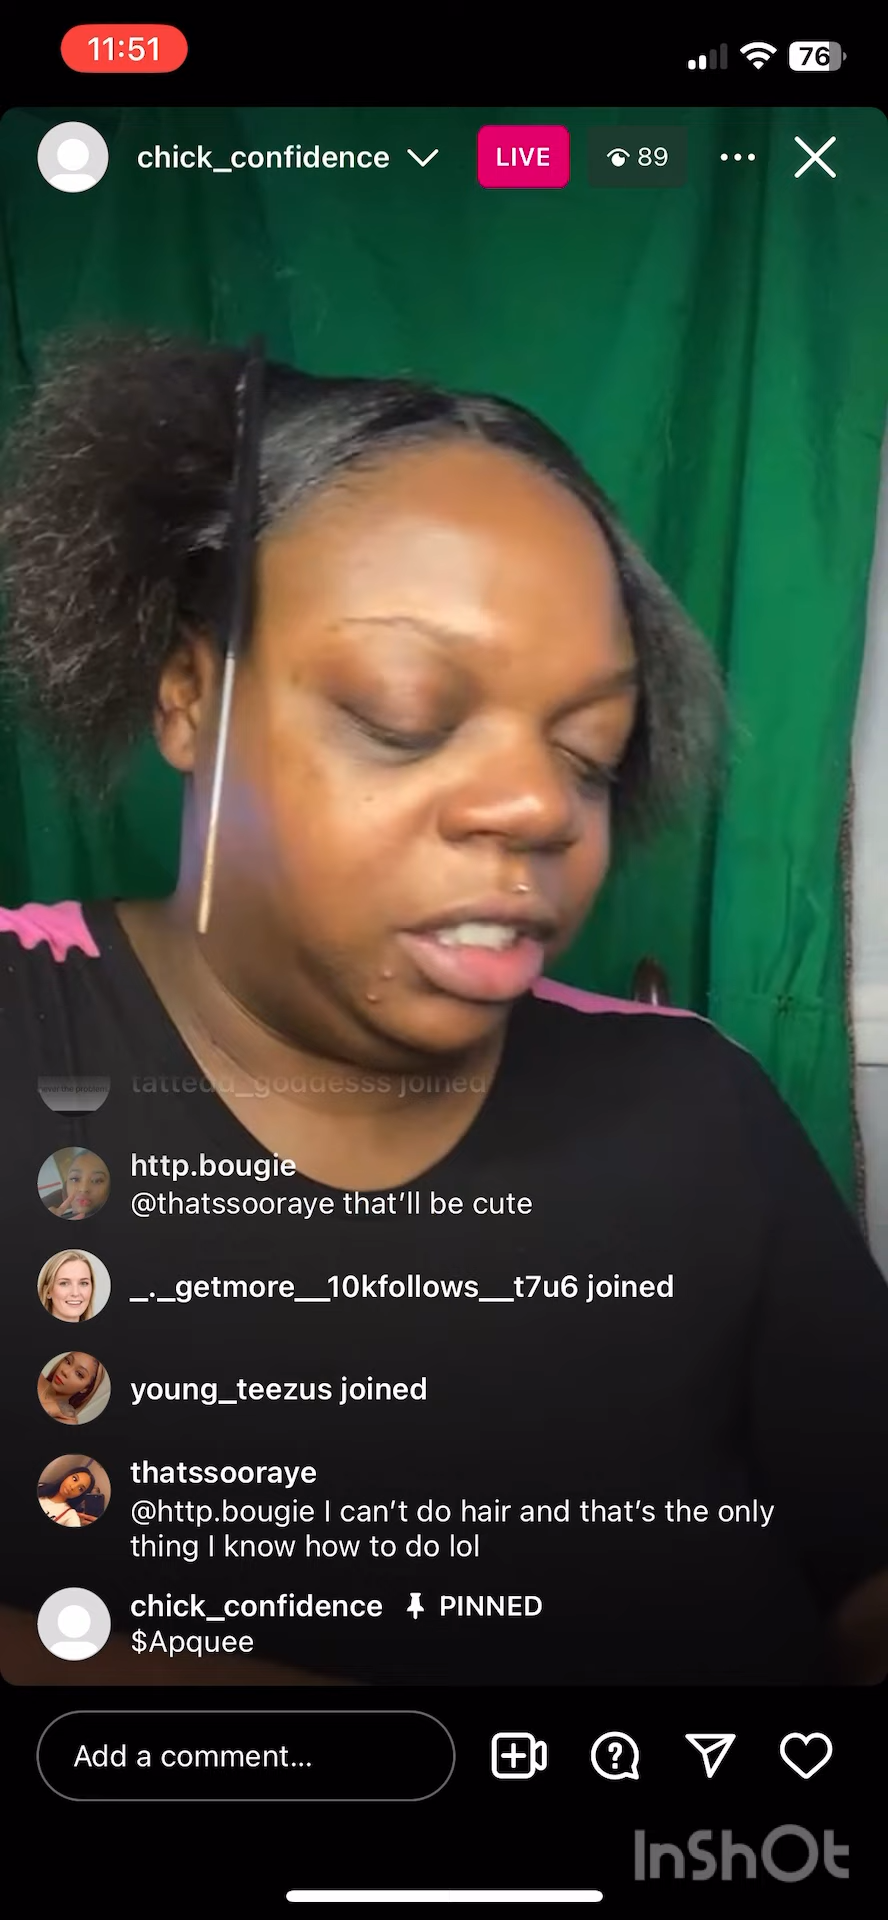 11:51
76
chick_confidence
LIVE
89
tattedd_goddesss joined
http.bougie
@thatssooraye that’ll be cute
_._getmore__10kfollows__t7u6 joined
young_teezus joined
thatssooraye
@http.bougie I can’t do hair and that’s the only
thing I know how to do lol
chick_confidence PINNED
$Apquee
Add a comment...
InShOt